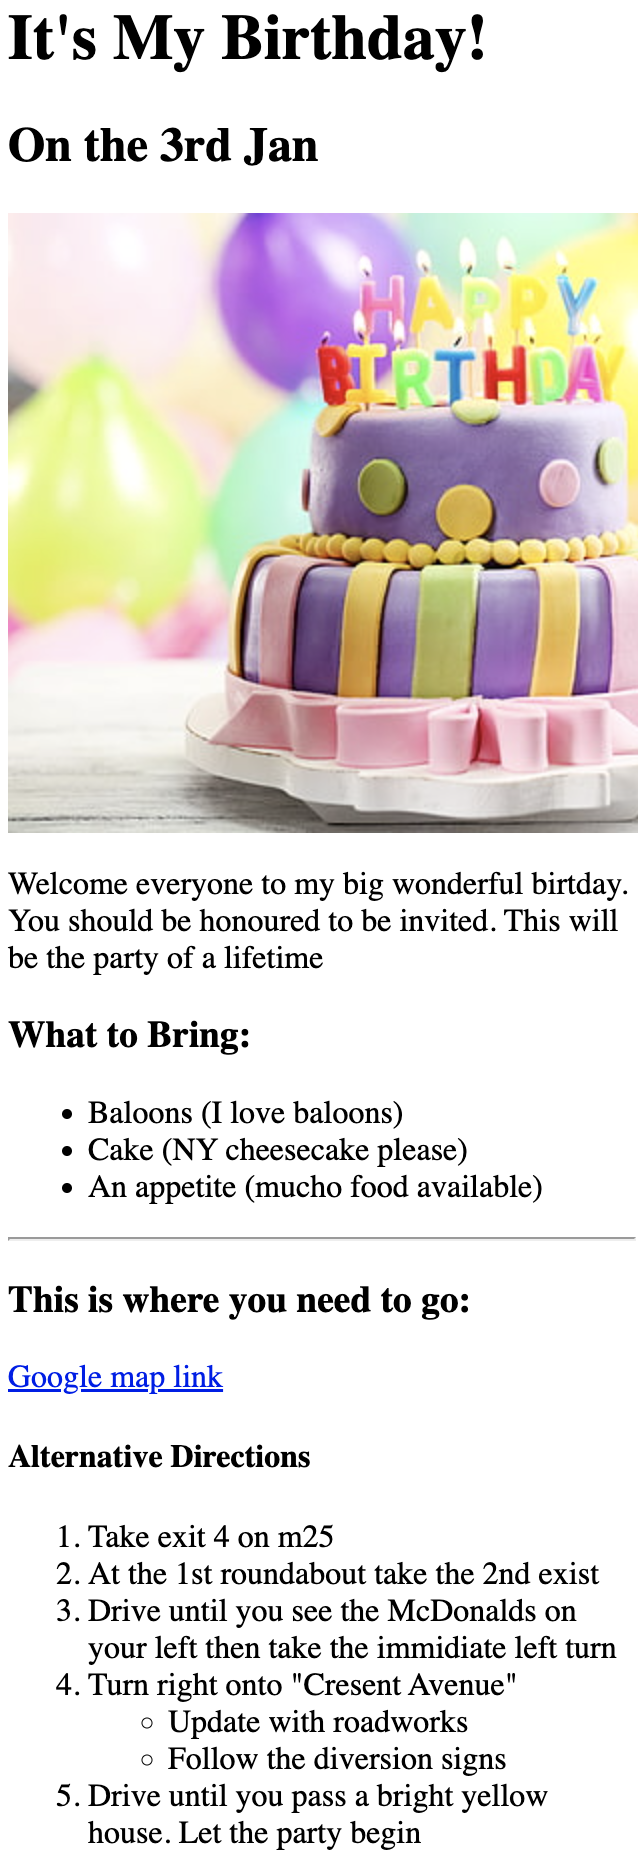 It's My Birthday!
On the 3rd Jan
HAPPY
BIRTHDAY
Welcome everyone to my big wonderful birtday.
You should be honoured to be invited. This will
be the party of a lifetime
What to Bring:
• Baloons (I love baloons)
• Cake (NY cheesecake please)
• An appetite (mucho food available)
This is where you need to go:
Google map link
Alternative Directions
1. Take exit 4 on m25
2. At the 1st roundabout take the 2nd exist
3. Drive until you see the McDonalds on
your left then take the immidiate left turn
4. Turn right onto "Cresent Avenue"
◦ Update with roadworks
◦ Follow the diversion signs
5. Drive until you pass a bright yellow
house. Let the party begin